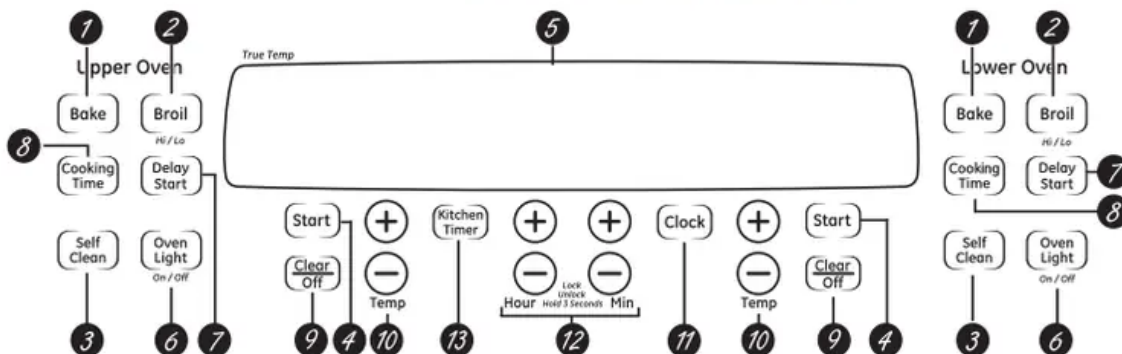 1 2 5 1 2
True Temp
Upper Oven Lower Oven
Bake Broil Bake Broil
Hi / Lo Hi / Lo
8 7
Cooking Time Delay Start Cooking Time Delay Start
8
Start + Kitchen Timer + + Clock + Start
Self Clean Oven Light Self Clean Oven Light
On / Off On / Off
Clear Off − − − − Clear Off
Lock
Unlock
Temp Hour Hold 3 Seconds Min Temp
3 6 7 9 4 10 13 12 11 10 9 4 3 6